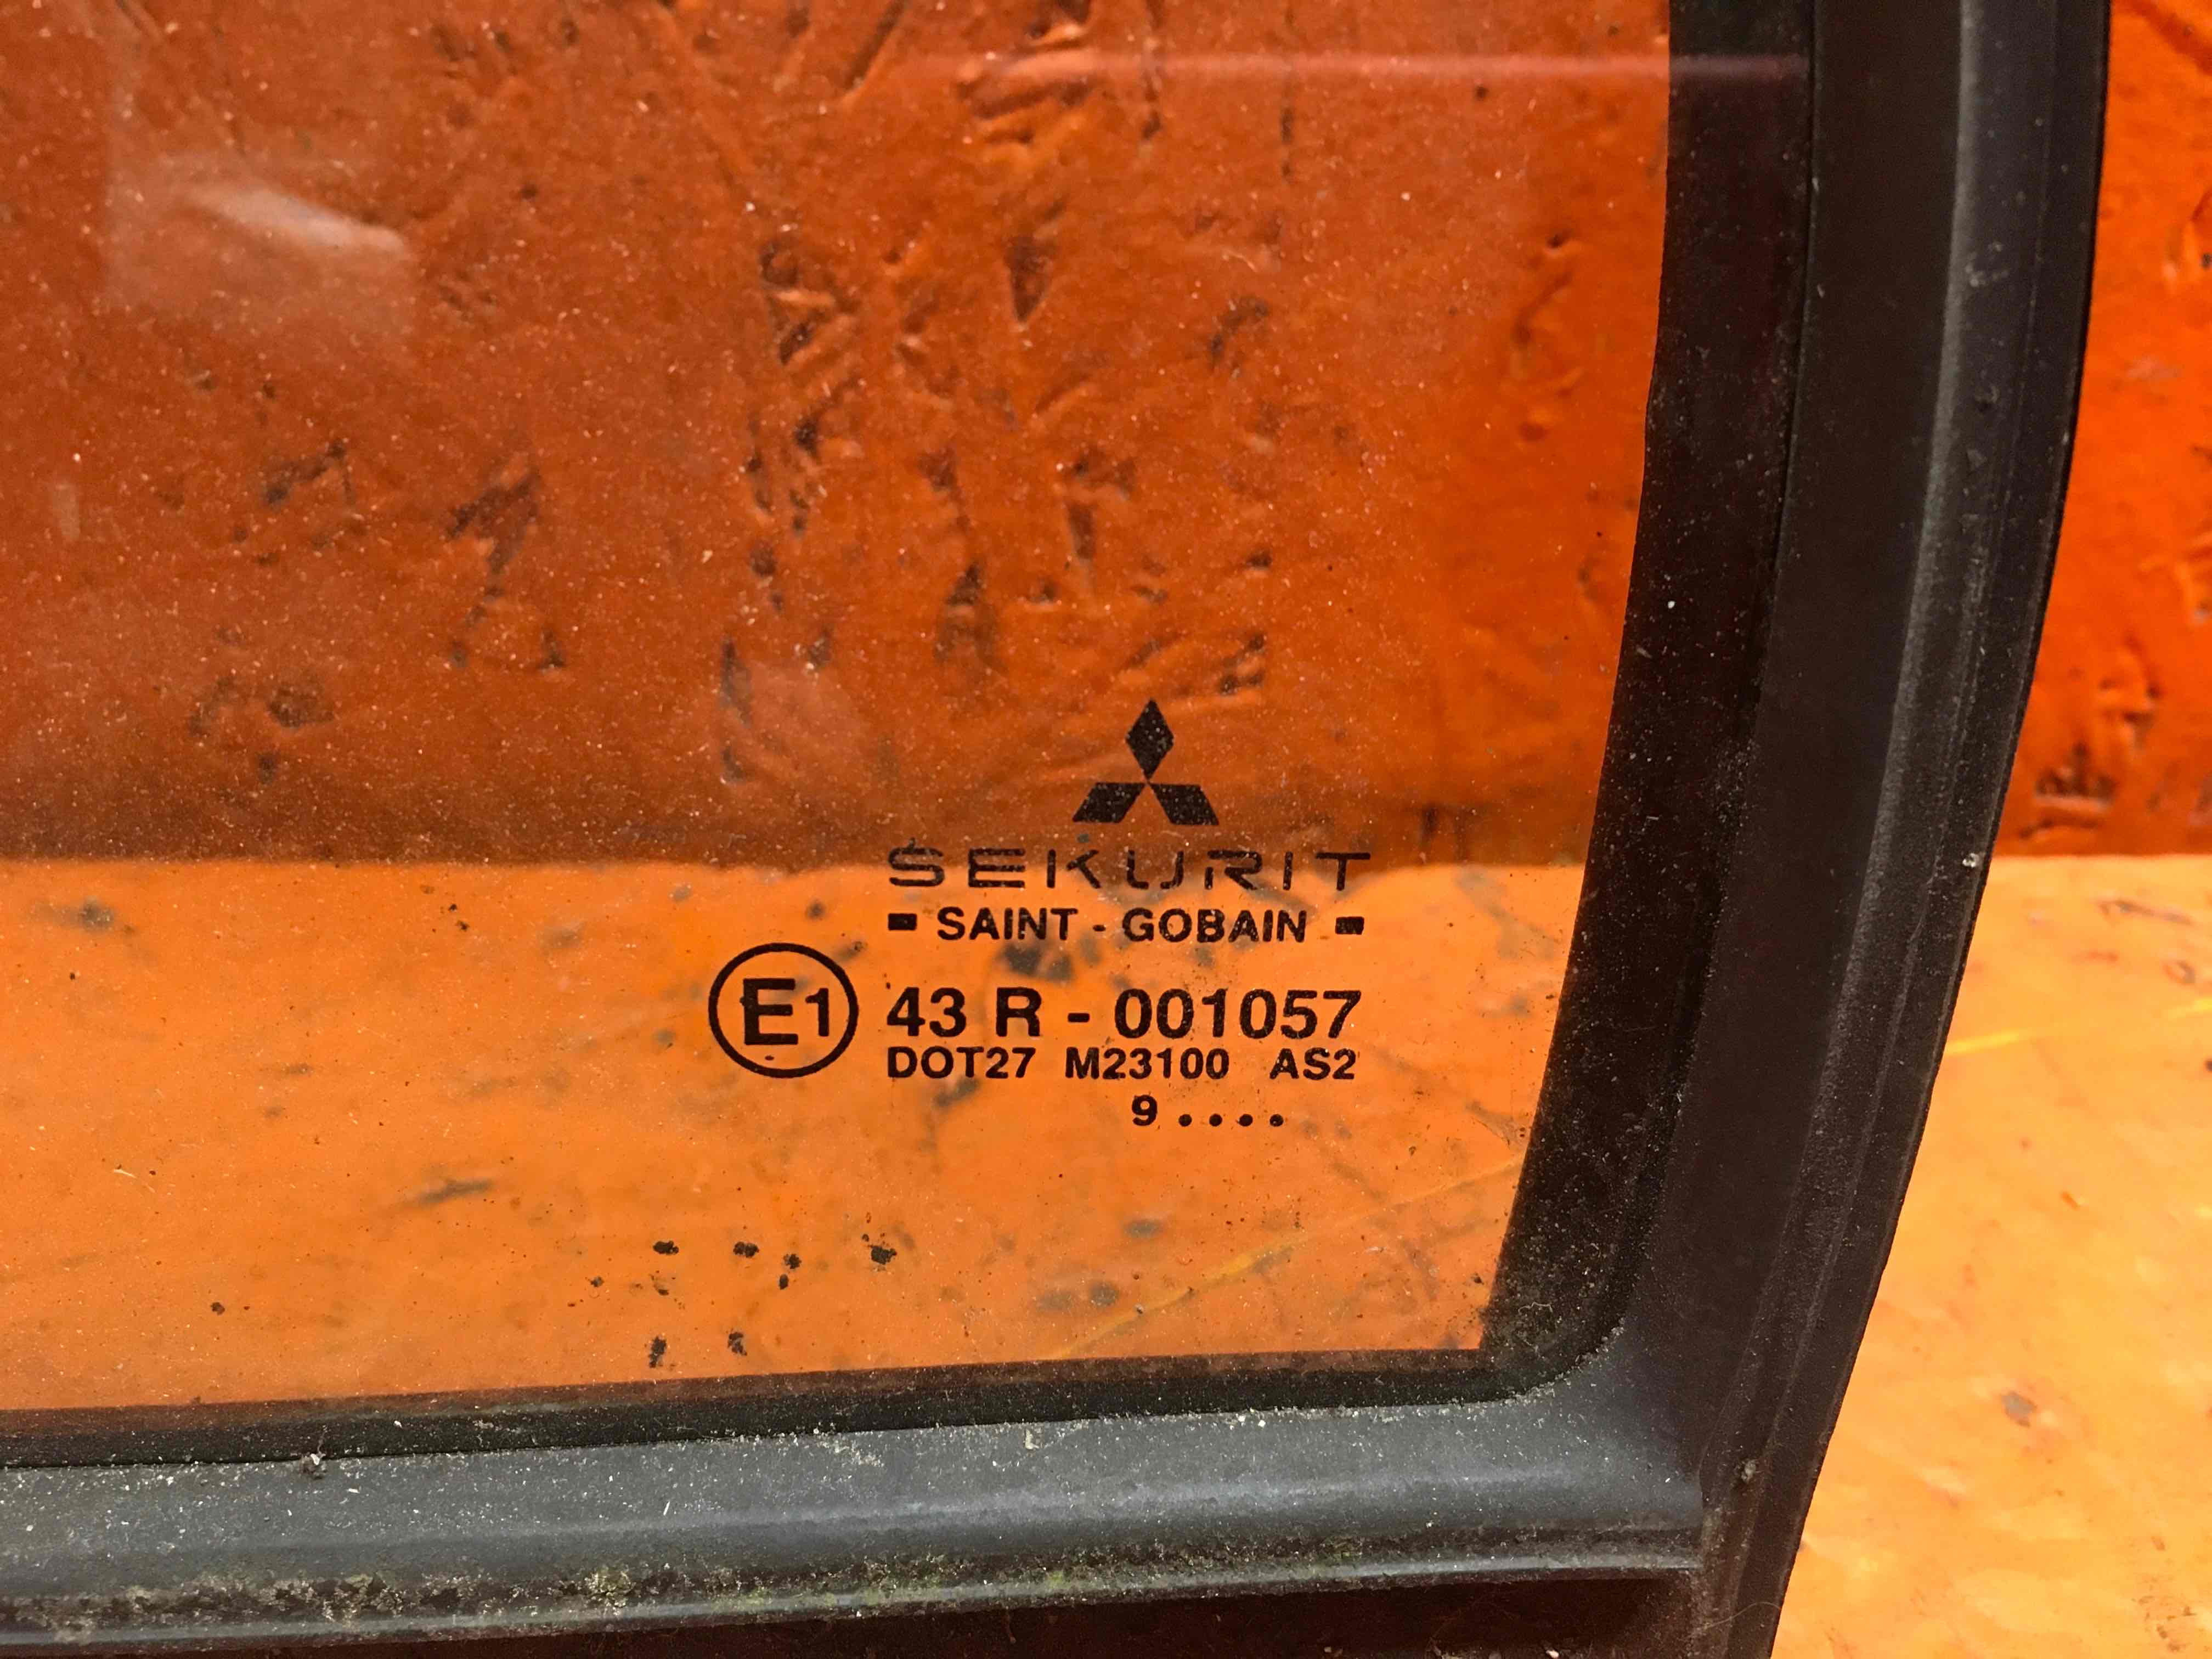 SEKURIT
SAINT - GOBAIN
E1 43 R - 001057
DOT27 M23100 AS2
9 ....